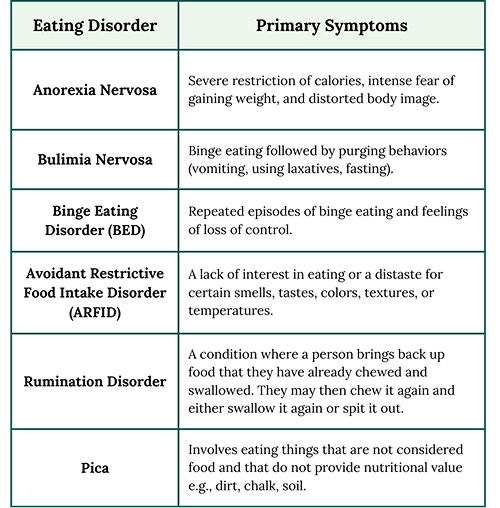 Eating Disorder
Primary Symptoms
Anorexia Nervosa
Severe restriction of calories, intense fear of
gaining weight, and distorted body image.
Bulimia Nervosa
Binge eating followed by purging behaviors
(vomiting, using laxatives, fasting).
Binge Eating
Disorder (BED)
Repeated episodes of binge eating and feelings
of loss of control.
Avoidant Restrictive
Food Intake Disorder
(ARFID)
A lack of interest in eating or a distaste for
certain smells, tastes, colors, textures, or
temperatures.
Rumination Disorder
A condition where a person brings back up
food that they have already chewed and
swallowed. They may then chew it again and
either swallow it again or spit it out.
Pica
Involves eating things that are not considered
food and that do not provide nutritional value
e.g., dirt, chalk, soil.